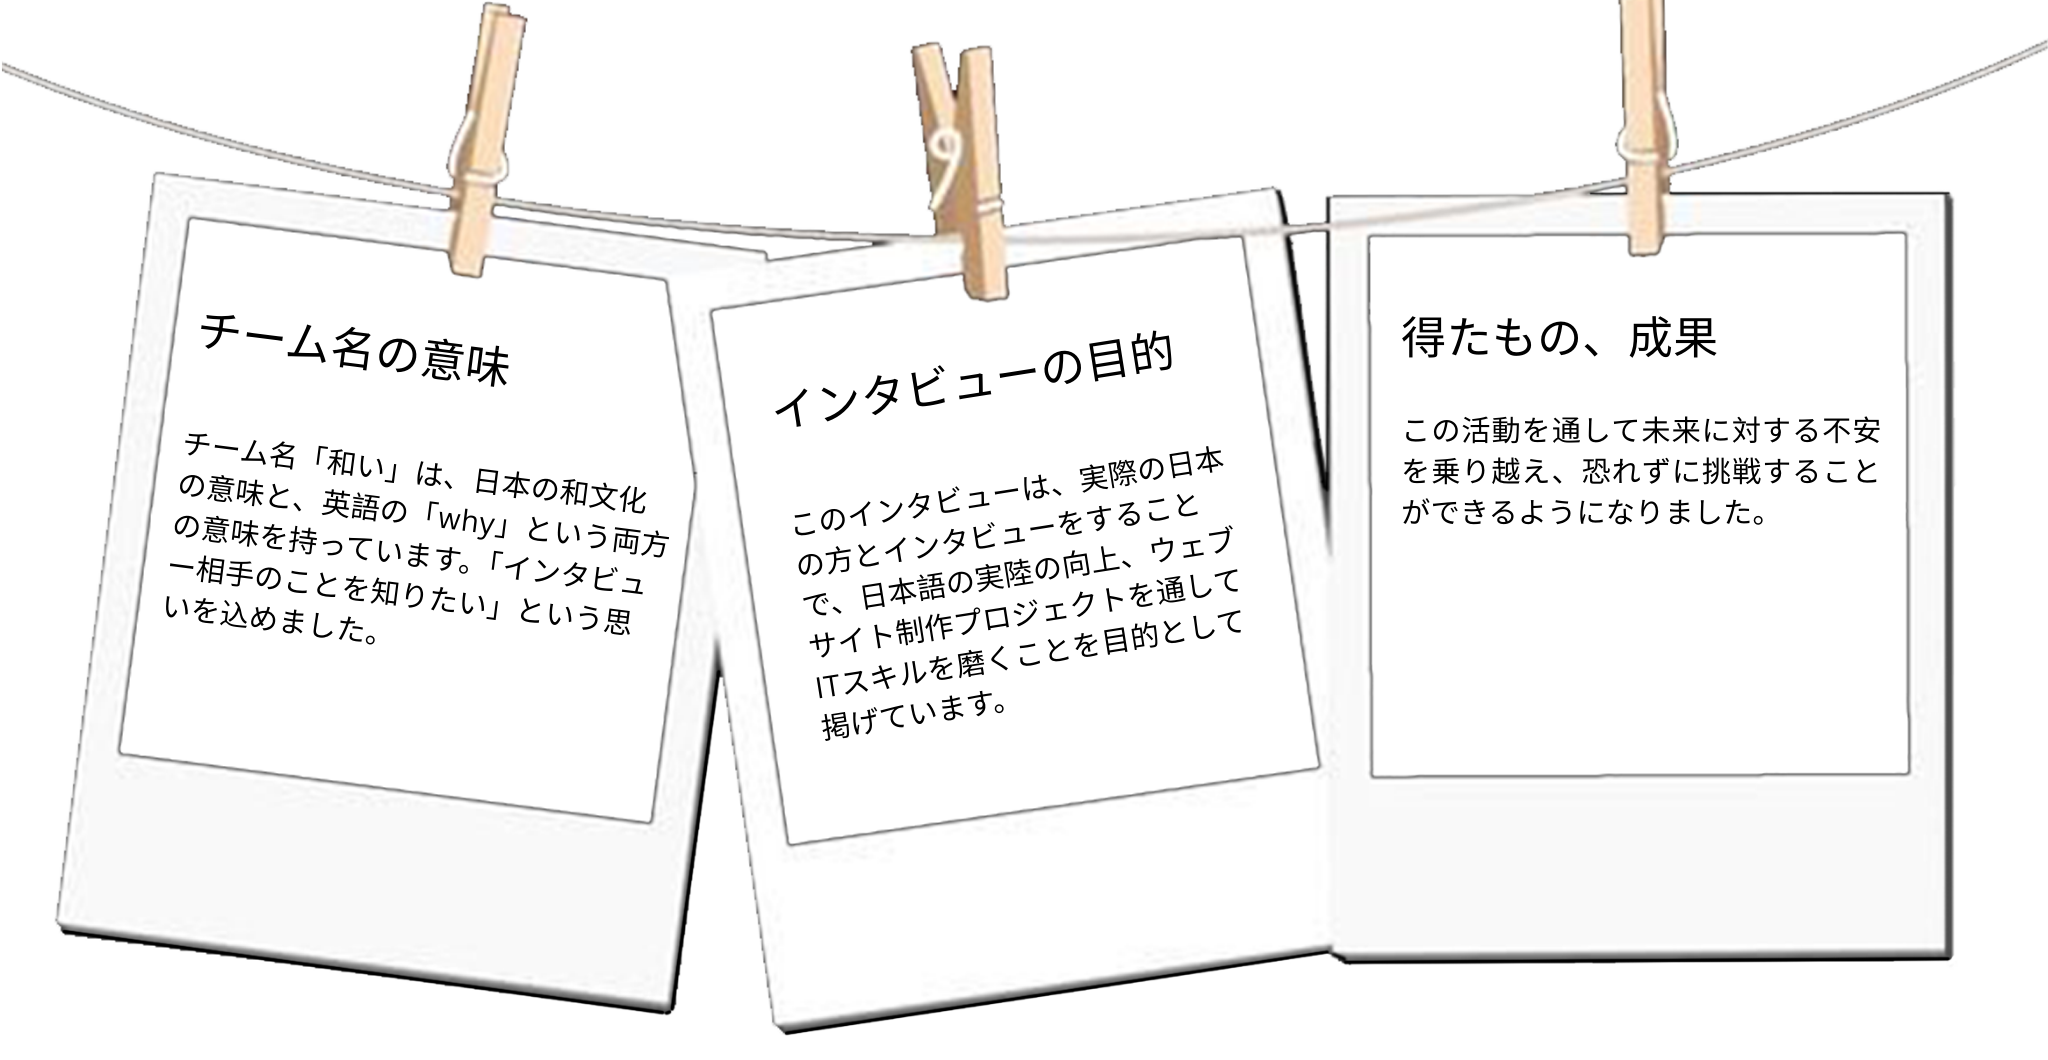 チーム名の意味
チーム名「和い」は、日本の和文化
の意味と、英語の「why」という両方
の意味を持っています。「インタビュ
ー相手のことを知りたい」という思
いを込めました。
インタビューの目的
このインタビューは、実際の日本
の方とインタビューをすること
で、日本語の実陸の向上、ウェブ
サイト制作プロジェクトを通して
ITスキルを磨くことを目的として
掲げています。
得たもの、成果
この活動を通して未来に対する不安
を乗り越え、恐れずに挑戦すること
ができるようになりました。